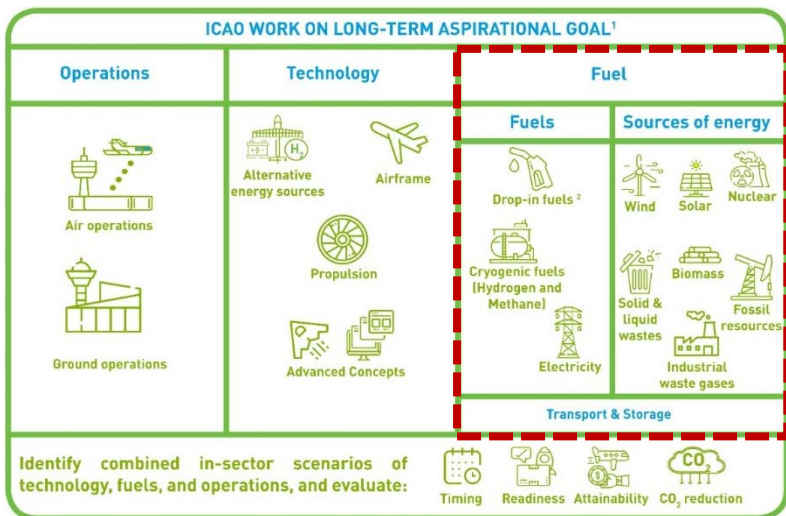 ICAO WORK ON LONG-TERM ASPIRATIONAL GOAL¹
Operations
Technology
Fuel
Air operations
Ground operations
H₂
Alternative
energy sources
Airframe
Propulsion
Advanced Concepts
Fuels
Drop-in fuels ²
Cryogenic fuels
(Hydrogen and
Methane)
Electricity
Sources of energy
Wind
Solar
Nuclear
Solid &
liquid
wastes
Biomass
Fossil
resources
Industrial
waste gases
Transport & Storage
Identify combined in-sector scenarios of
technology, fuels, and operations, and evaluate:
Timing
Readiness
$
Attainability
CO₂
CO₂ reduction